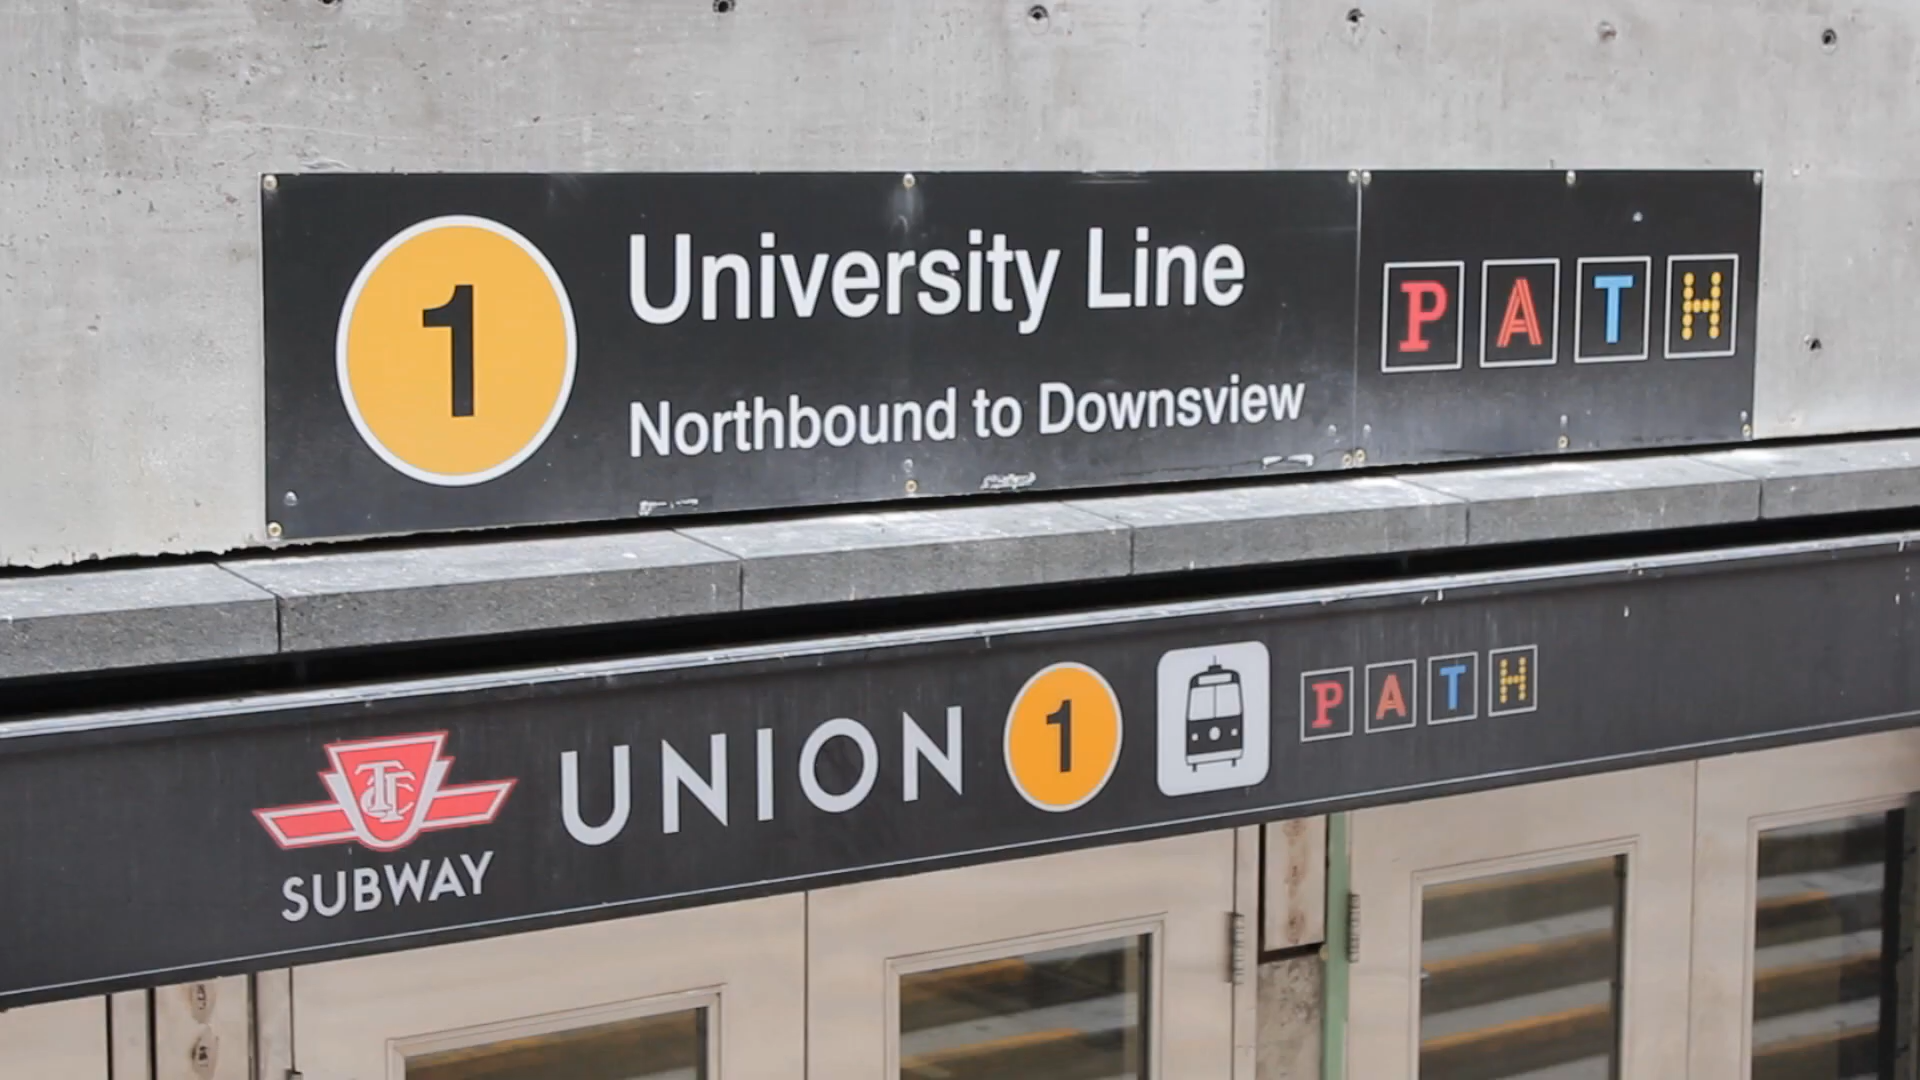 1 University Line PATH
Northbound to Downsview
TTC UNION 1 PATH
SUBWAY